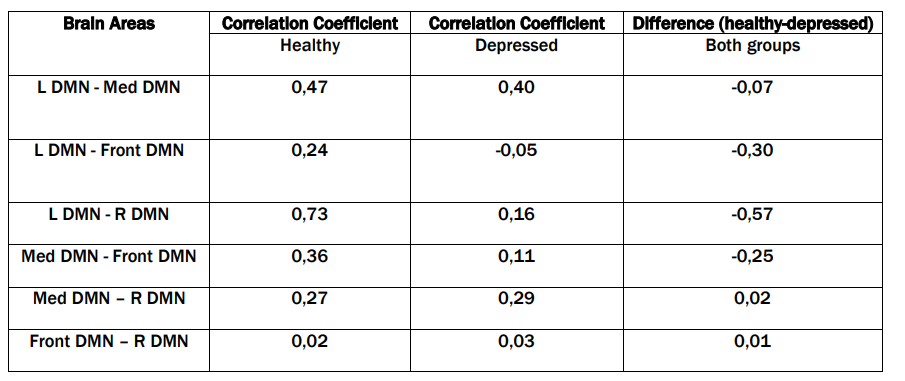 Brain Areas Correlation Coefficient Correlation Coefficient Difference (healthy-depressed)
Healthy Depressed Both groups
L DMN - Med DMN 0,47 0,40 -0,07
L DMN - Front DMN 0,24 -0,05 -0,30
L DMN - R DMN 0,73 0,16 -0,57
Med DMN - Front DMN 0,36 0,11 -0,25
Med DMN – R DMN 0,27 0,29 0,02
Front DMN – R DMN 0,02 0,03 0,01